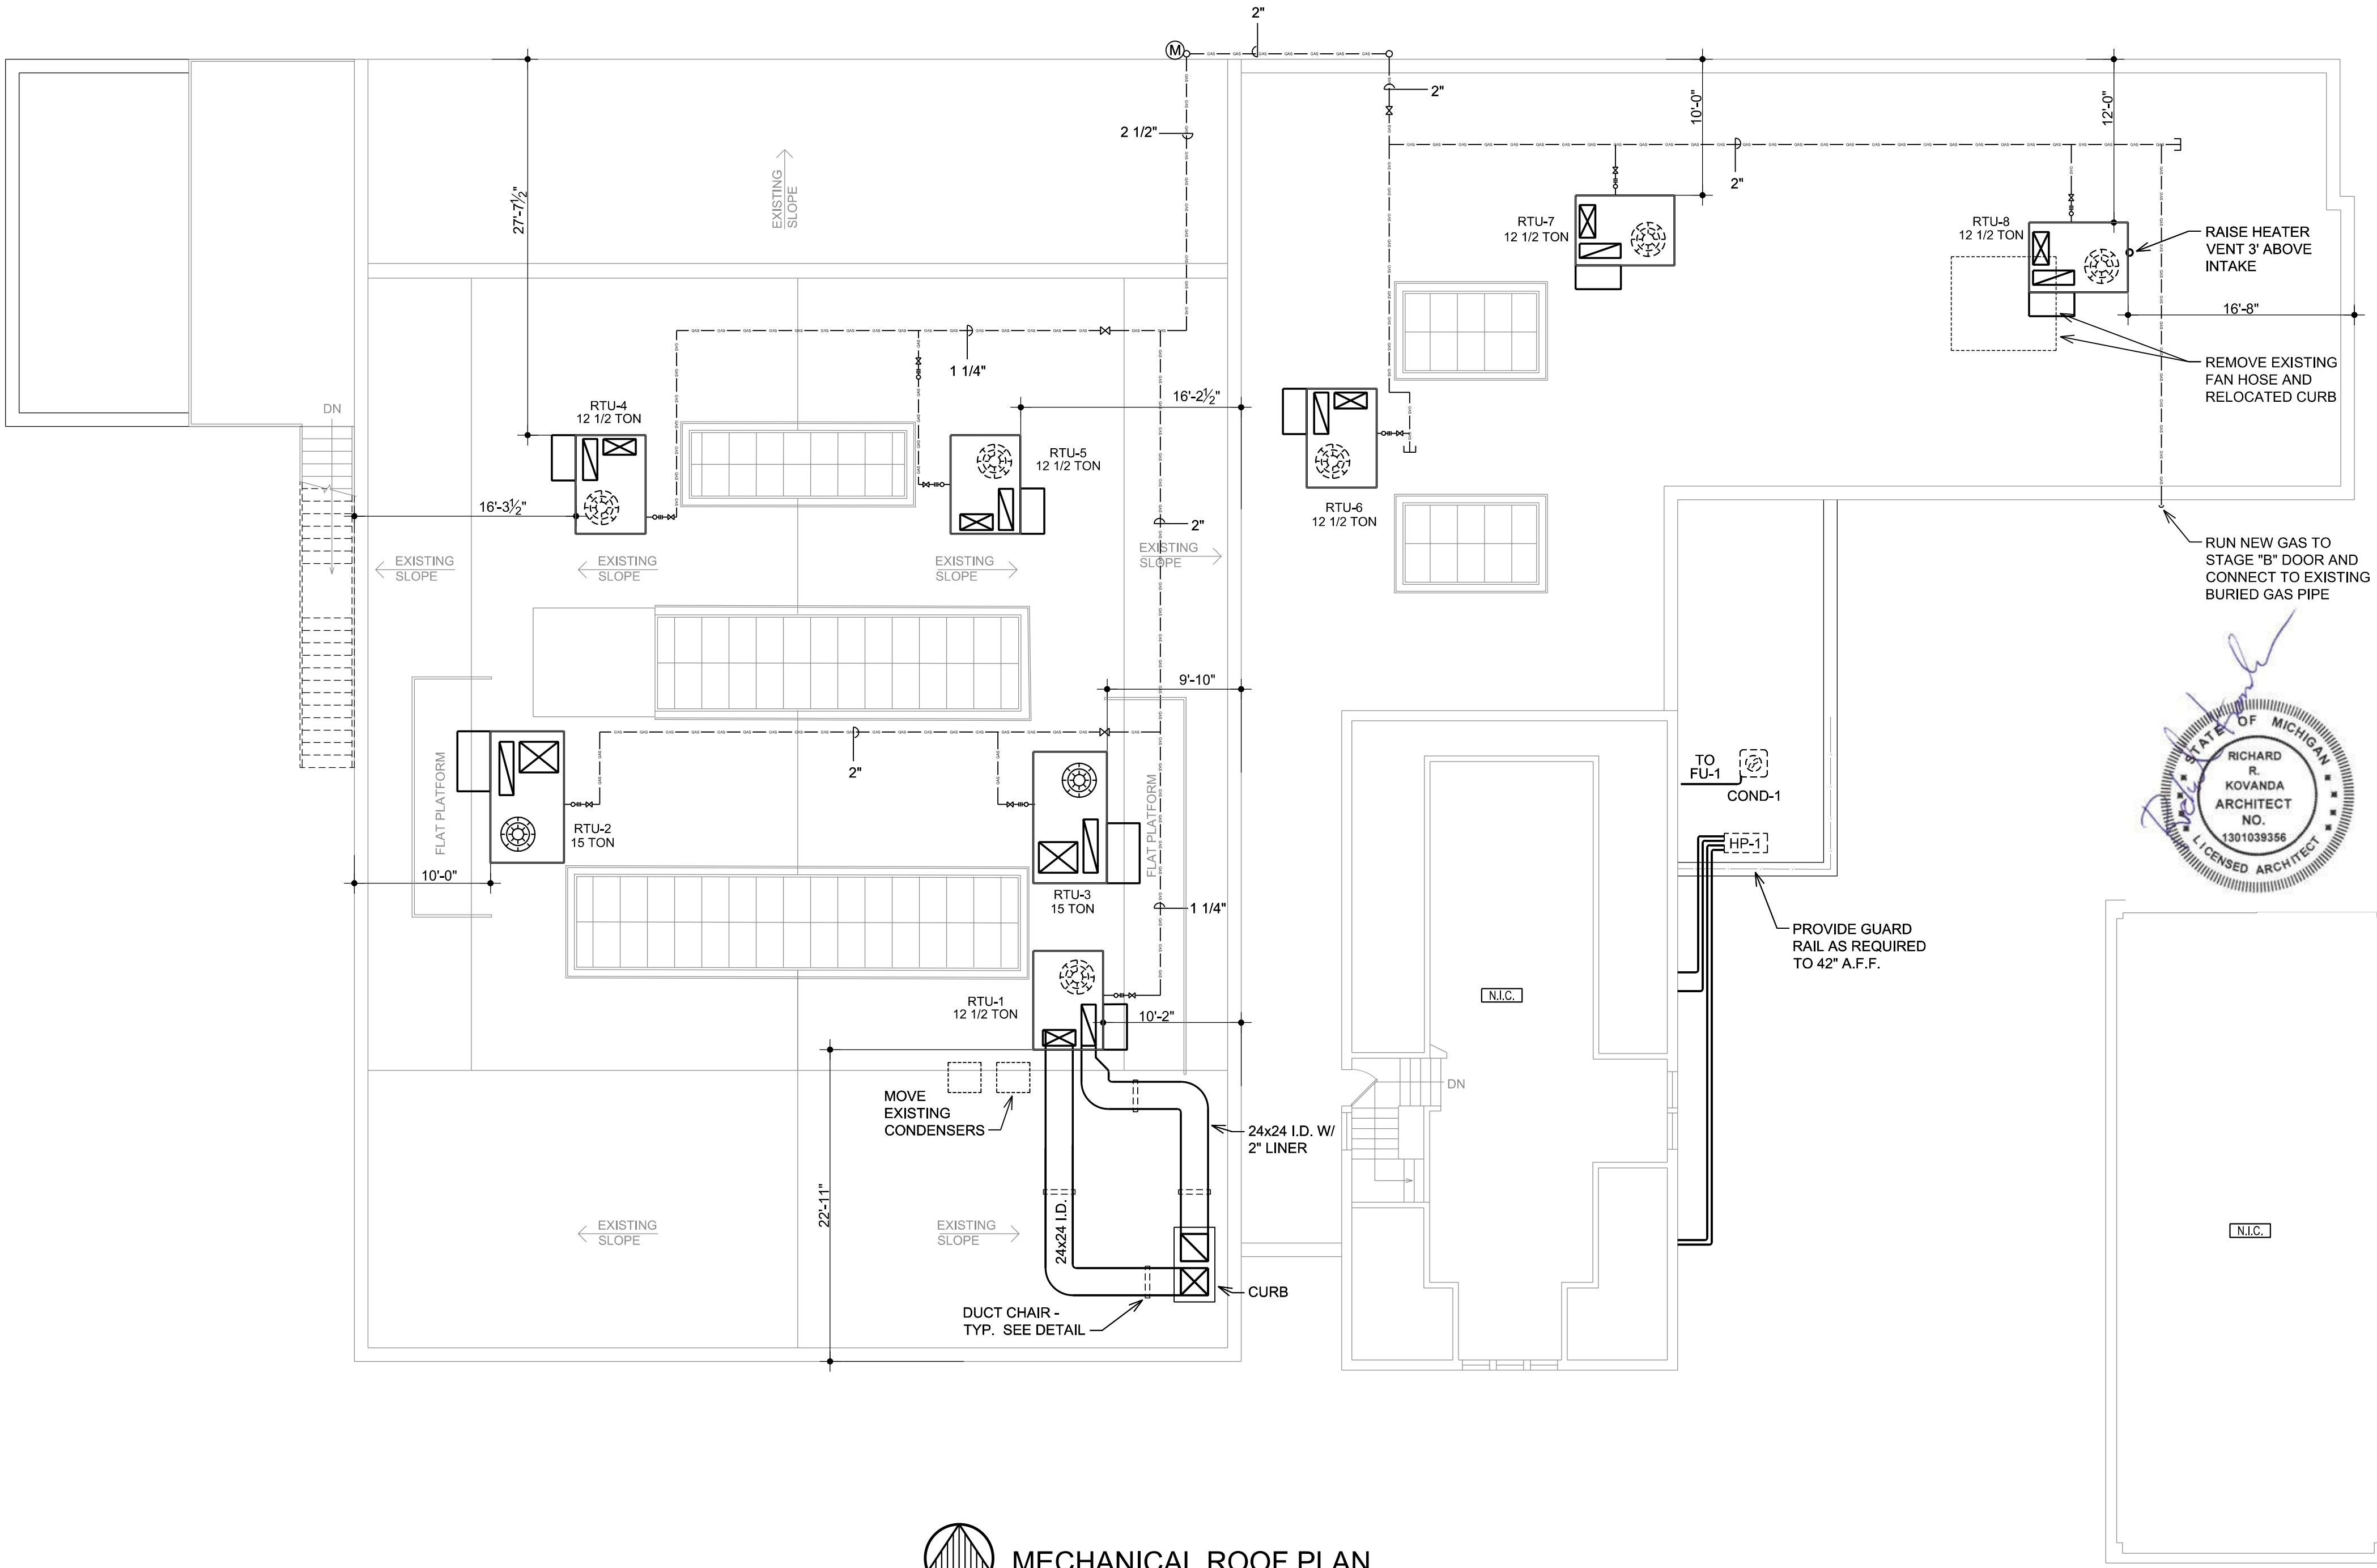 2"
M
2"
2 1/2"
10'-0"
12'-0"
27'-7½"
EXISTING
SLOPE
2"
RTU-7
12 1/2 TON
RTU-8
12 1/2 TON
RAISE HEATER
VENT 3' ABOVE
INTAKE
16'-8"
1 1/4"
REMOVE EXISTING
FAN HOSE AND
RELOCATED CURB
DN
RTU-4
12 1/2 TON
16'-2½"
RTU-5
12 1/2 TON
16'-3½"
RTU-6
12 1/2 TON
2"
EXISTING
SLOPE
EXISTING
SLOPE
EXISTING
SLOPE
EXISTING
SLOPE
RUN NEW GAS TO
STAGE "B" DOOR AND
CONNECT TO EXISTING
BURIED GAS PIPE
9'-10"
STATE OF MICHIGAN
RICHARD
R.
KOVANDA
ARCHITECT
NO.
1301039356
LICENSED ARCHITECT
FLAT PLATFORM
2"
FLAT PLATFORM
TO
FU-1
COND-1
RTU-2
15 TON
HP-1
10'-0"
RTU-3
15 TON
1 1/4"
PROVIDE GUARD
RAIL AS REQUIRED
TO 42" A.F.F.
RTU-1
12 1/2 TON
10'-2"
N.I.C.
DN
MOVE
EXISTING
CONDENSERS
24x24 I.D. W/
2" LINER
22'-11"
24x24 I.D.
EXISTING
SLOPE
EXISTING
SLOPE
N.I.C.
CURB
DUCT CHAIR -
TYP. SEE DETAIL
MECHANICAL ROOF PLAN